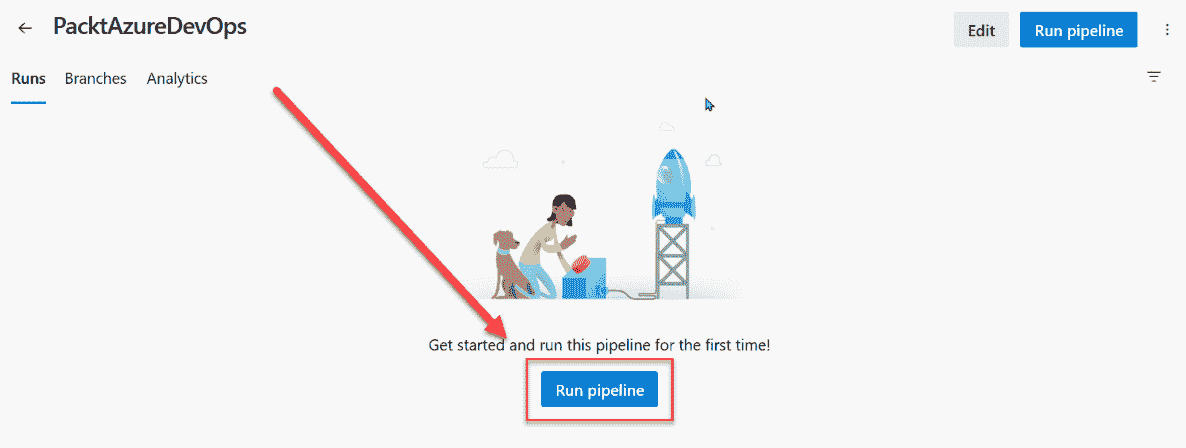 PacktAzureDevOps
Edit
Run pipeline
Runs
Branches
Analytics
Get started and run this pipeline for the first time!
Run pipeline